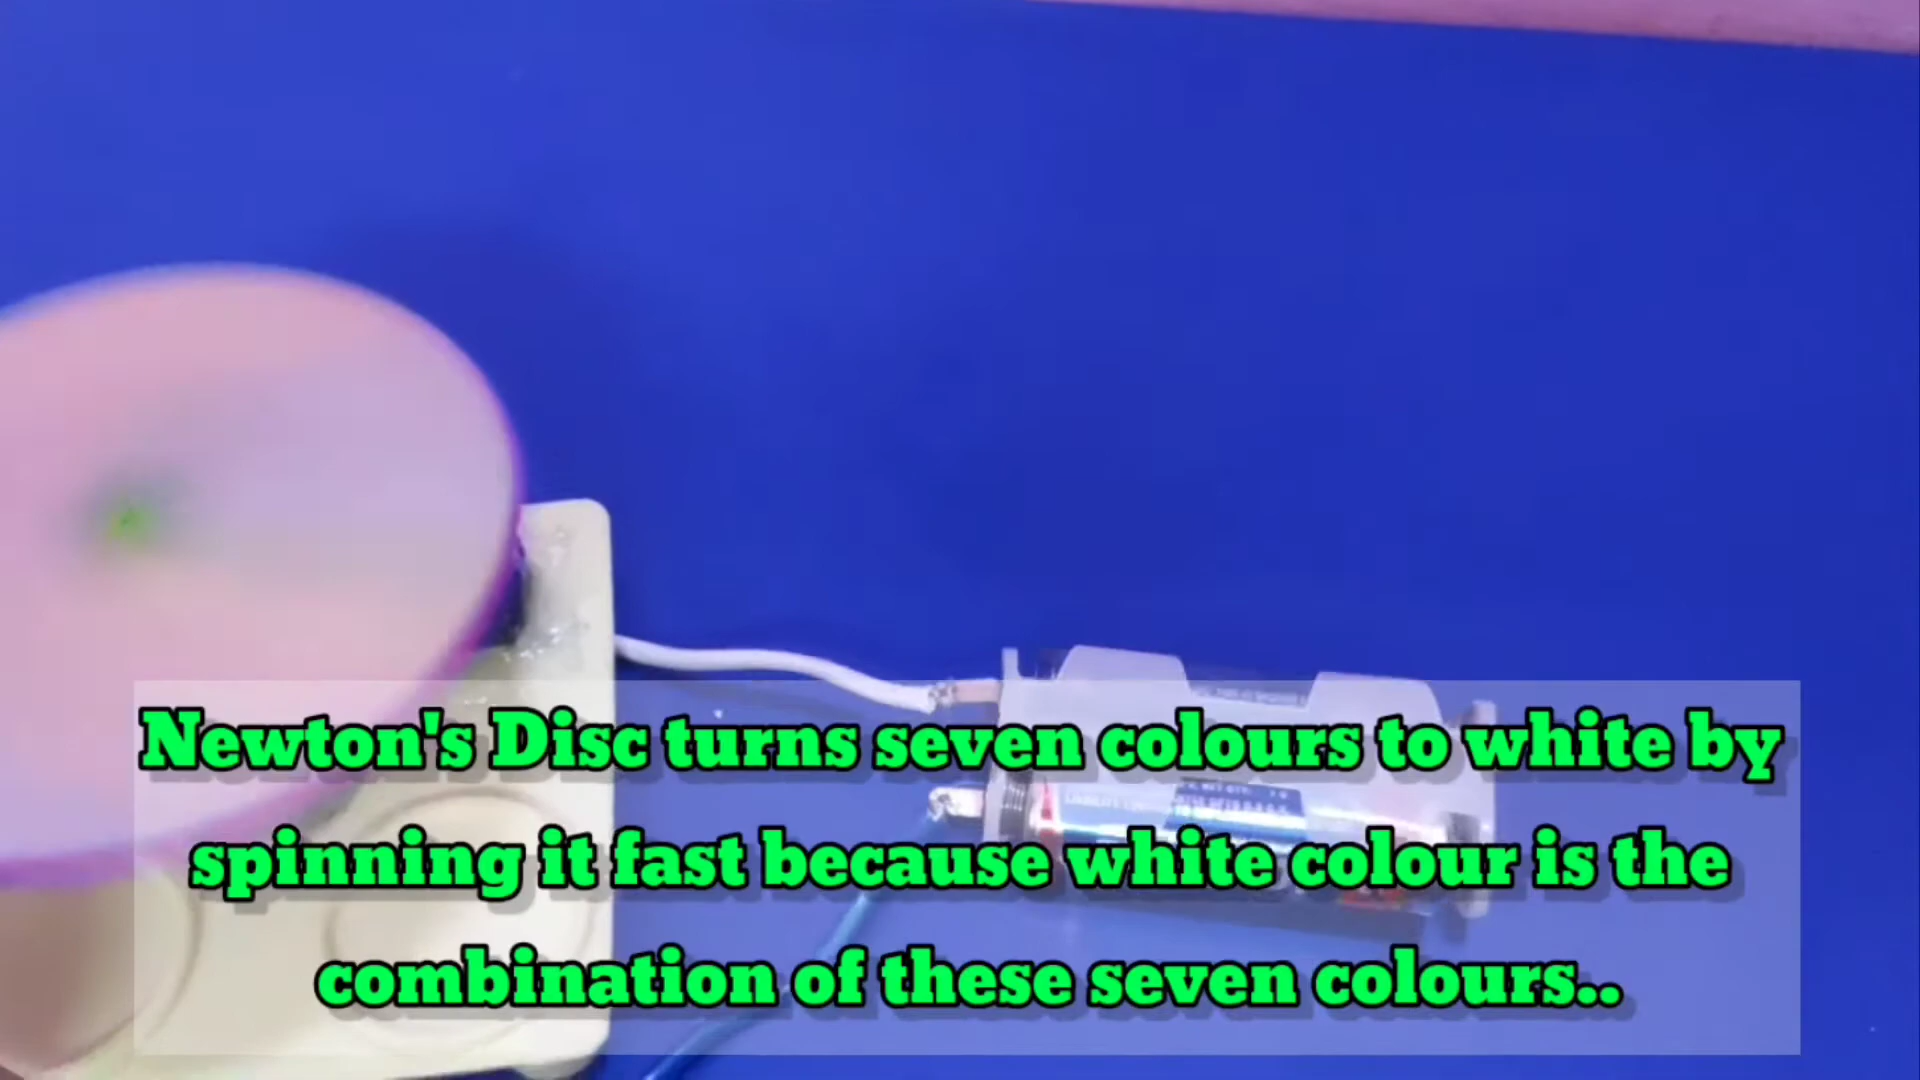 Newton's Disc turns seven colours to white by
spinning it fast because white colour is the
combination of these seven colours..